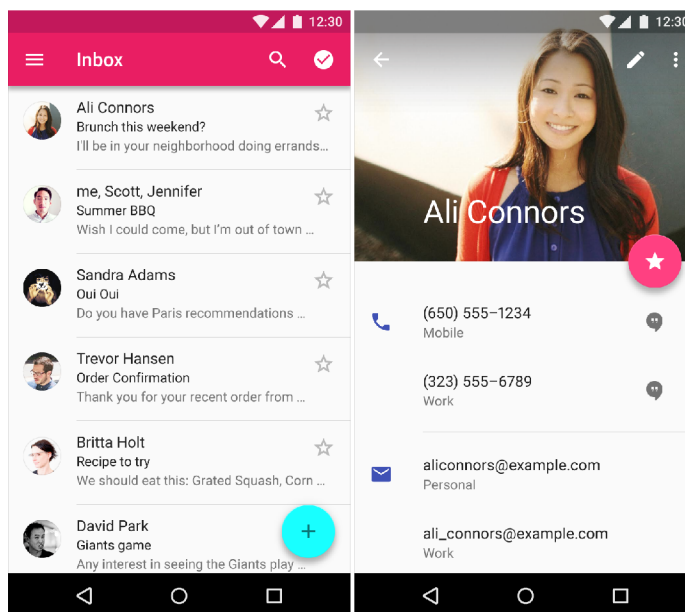 12:30
Inbox
Ali Connors
Brunch this weekend?
I'll be in your neighborhood doing errands...
me, Scott, Jennifer
Summer BBQ
Wish I could come, but I'm out of town ...
Sandra Adams
Oui Oui
Do you have Paris recommendations ...
Trevor Hansen
Order Confirmation
Thank you for your recent order from ...
Britta Holt
Recipe to try
We should eat this: Grated Squash, Corn ...
David Park
Giants game
Any interest in seeing the Giants play ...
12:30
Ali Connors
(650) 555–1234
Mobile
(323) 555–6789
Work
aliconnors@example.com
Personal
ali_connors@example.com
Work